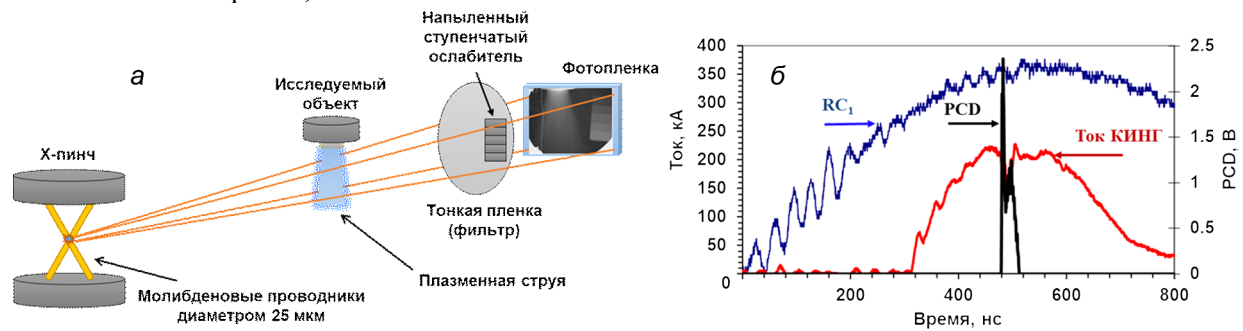 а
Напыленный
ступенчатый
ослабитель
Исследуемый
объект
Фотопленка
Х-пинч
Тонкая пленка
(фильтр)
Плазменная струя
Молибденовые проводники
диаметром 25 мкм
б
400
350
300
250
200
150
100
50
0
Ток, кА
2.5
2
1.5
1
0.5
0
PCD, В
RC₁
PCD
Ток КИНГ
200
400
600
800
Время, нс